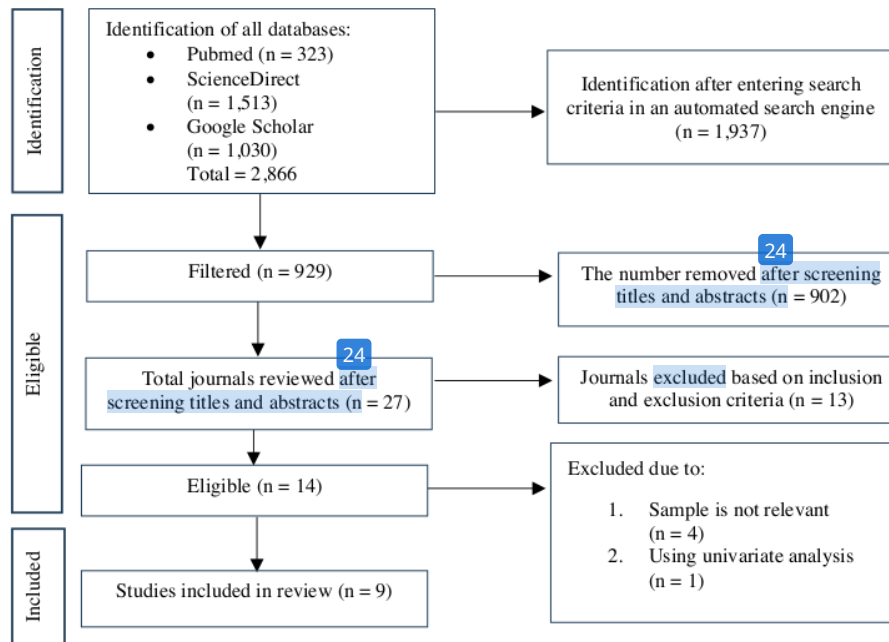 Identification
Identification of all databases:
• Pubmed (n = 323)
• ScienceDirect
(n = 1,513)
• Google Scholar
(n = 1,030)
Total = 2,866
Identification after entering search
criteria in an automated search engine
(n = 1,937)
Eligible
Filtered (n = 929)
24
The number removed after screening
titles and abstracts (n = 902)
24
Total journals reviewed after
screening titles and abstracts (n = 27)
Journals excluded based on inclusion
and exclusion criteria (n = 13)
Eligible (n = 14)
Excluded due to:
1. Sample is not relevant
(n = 4)
2. Using univariate analysis
(n = 1)
Included
Studies included in review (n = 9)